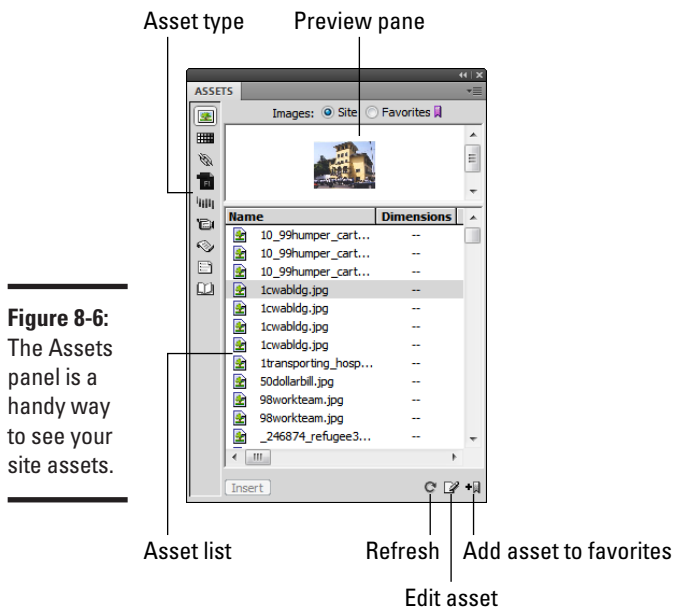 Asset type
Preview pane
ASSETS
Images: Site Favorites
Name Dimensions
10_99humper_cart... --
10_99humper_cart... --
10_99humper_cart... --
1cwabldg.jpg --
1cwabldg.jpg --
1cwabldg.jpg --
1cwabldg.jpg --
1transporting_hosp... --
50dollarbill.jpg --
98workteam.jpg --
98workteam.jpg --
_246874_refugee3... --
Insert
Figure 8-6:
The Assets
panel is a
handy way
to see your
site assets.
Asset list
Refresh
Add asset to favorites
Edit asset